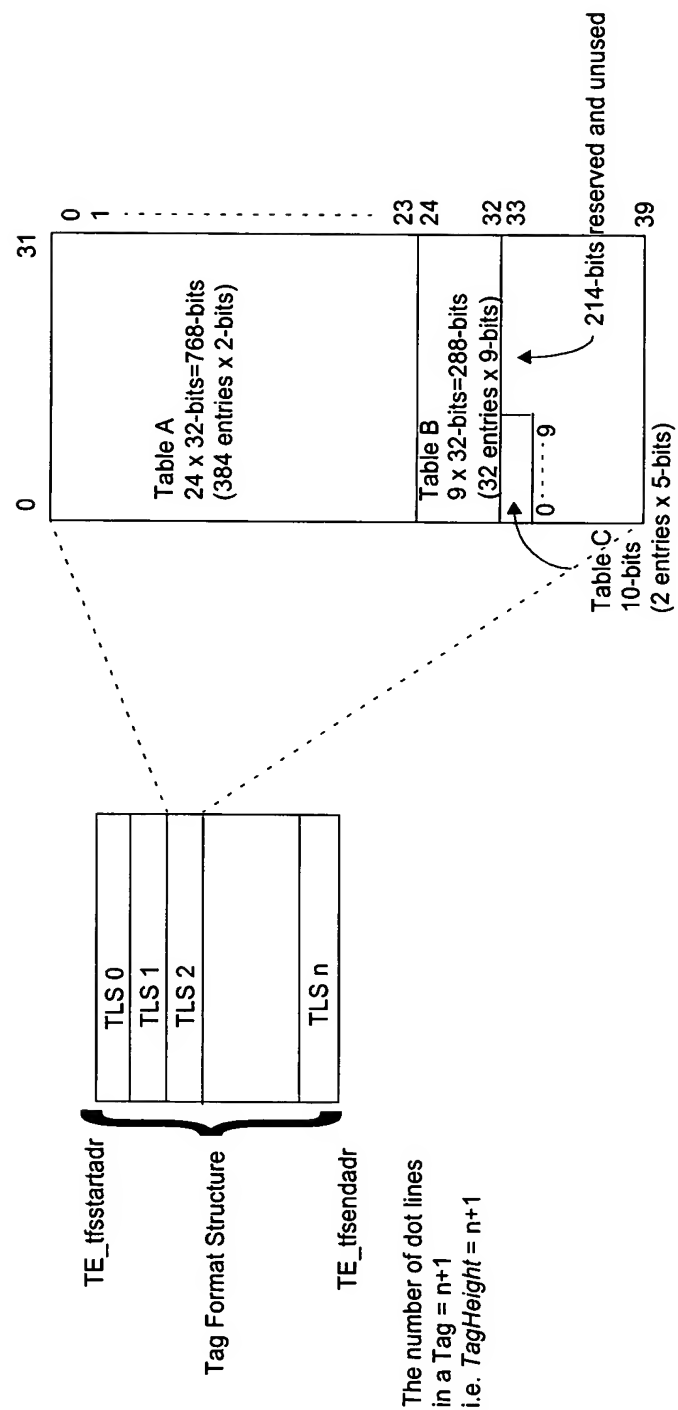 TE_tfsstartadr
Tag Format Structure
TE_tfsendadr
The number of dot lines
in a Tag = n+1
i.e. TagHeight = n+1
TLS 0
TLS 1
TLS 2
TLS n
0
31
Table A
24 x 32-bits=768-bits
(384 entries x 2-bits)
0
1
23
24
Table B
9 x 32-bits=288-bits
(32 entries x 9-bits)
32
33
0 9
214-bits reserved and unused
39
Table C
10-bits
(2 entries x 5-bits)